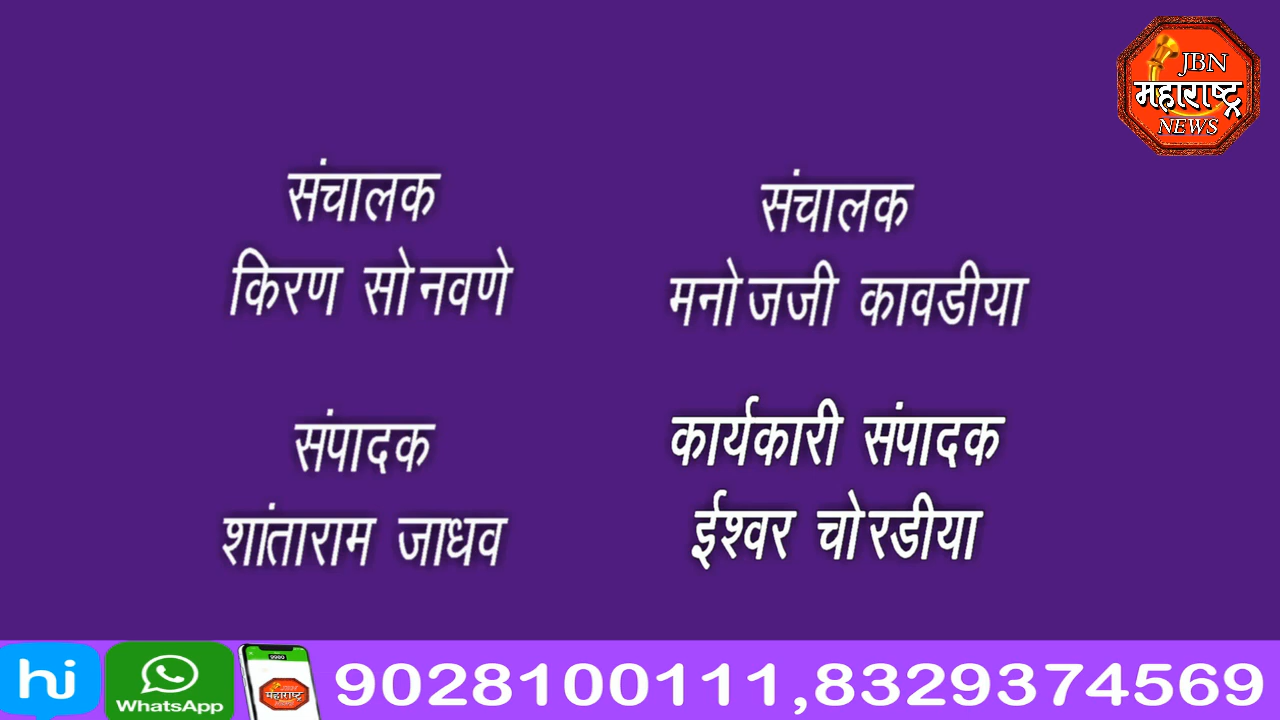 JBN
महाराष्ट्र
NEWS
संचालक
किरण सोनवणे
संचालक
मनोजजी कावडीया
संपादक
शांताराम जाधव
कार्यकारी संपादक
ईश्वर चोरडीया
hi
WhatsApp
महाराष्ट्र
9028100111,8329374569